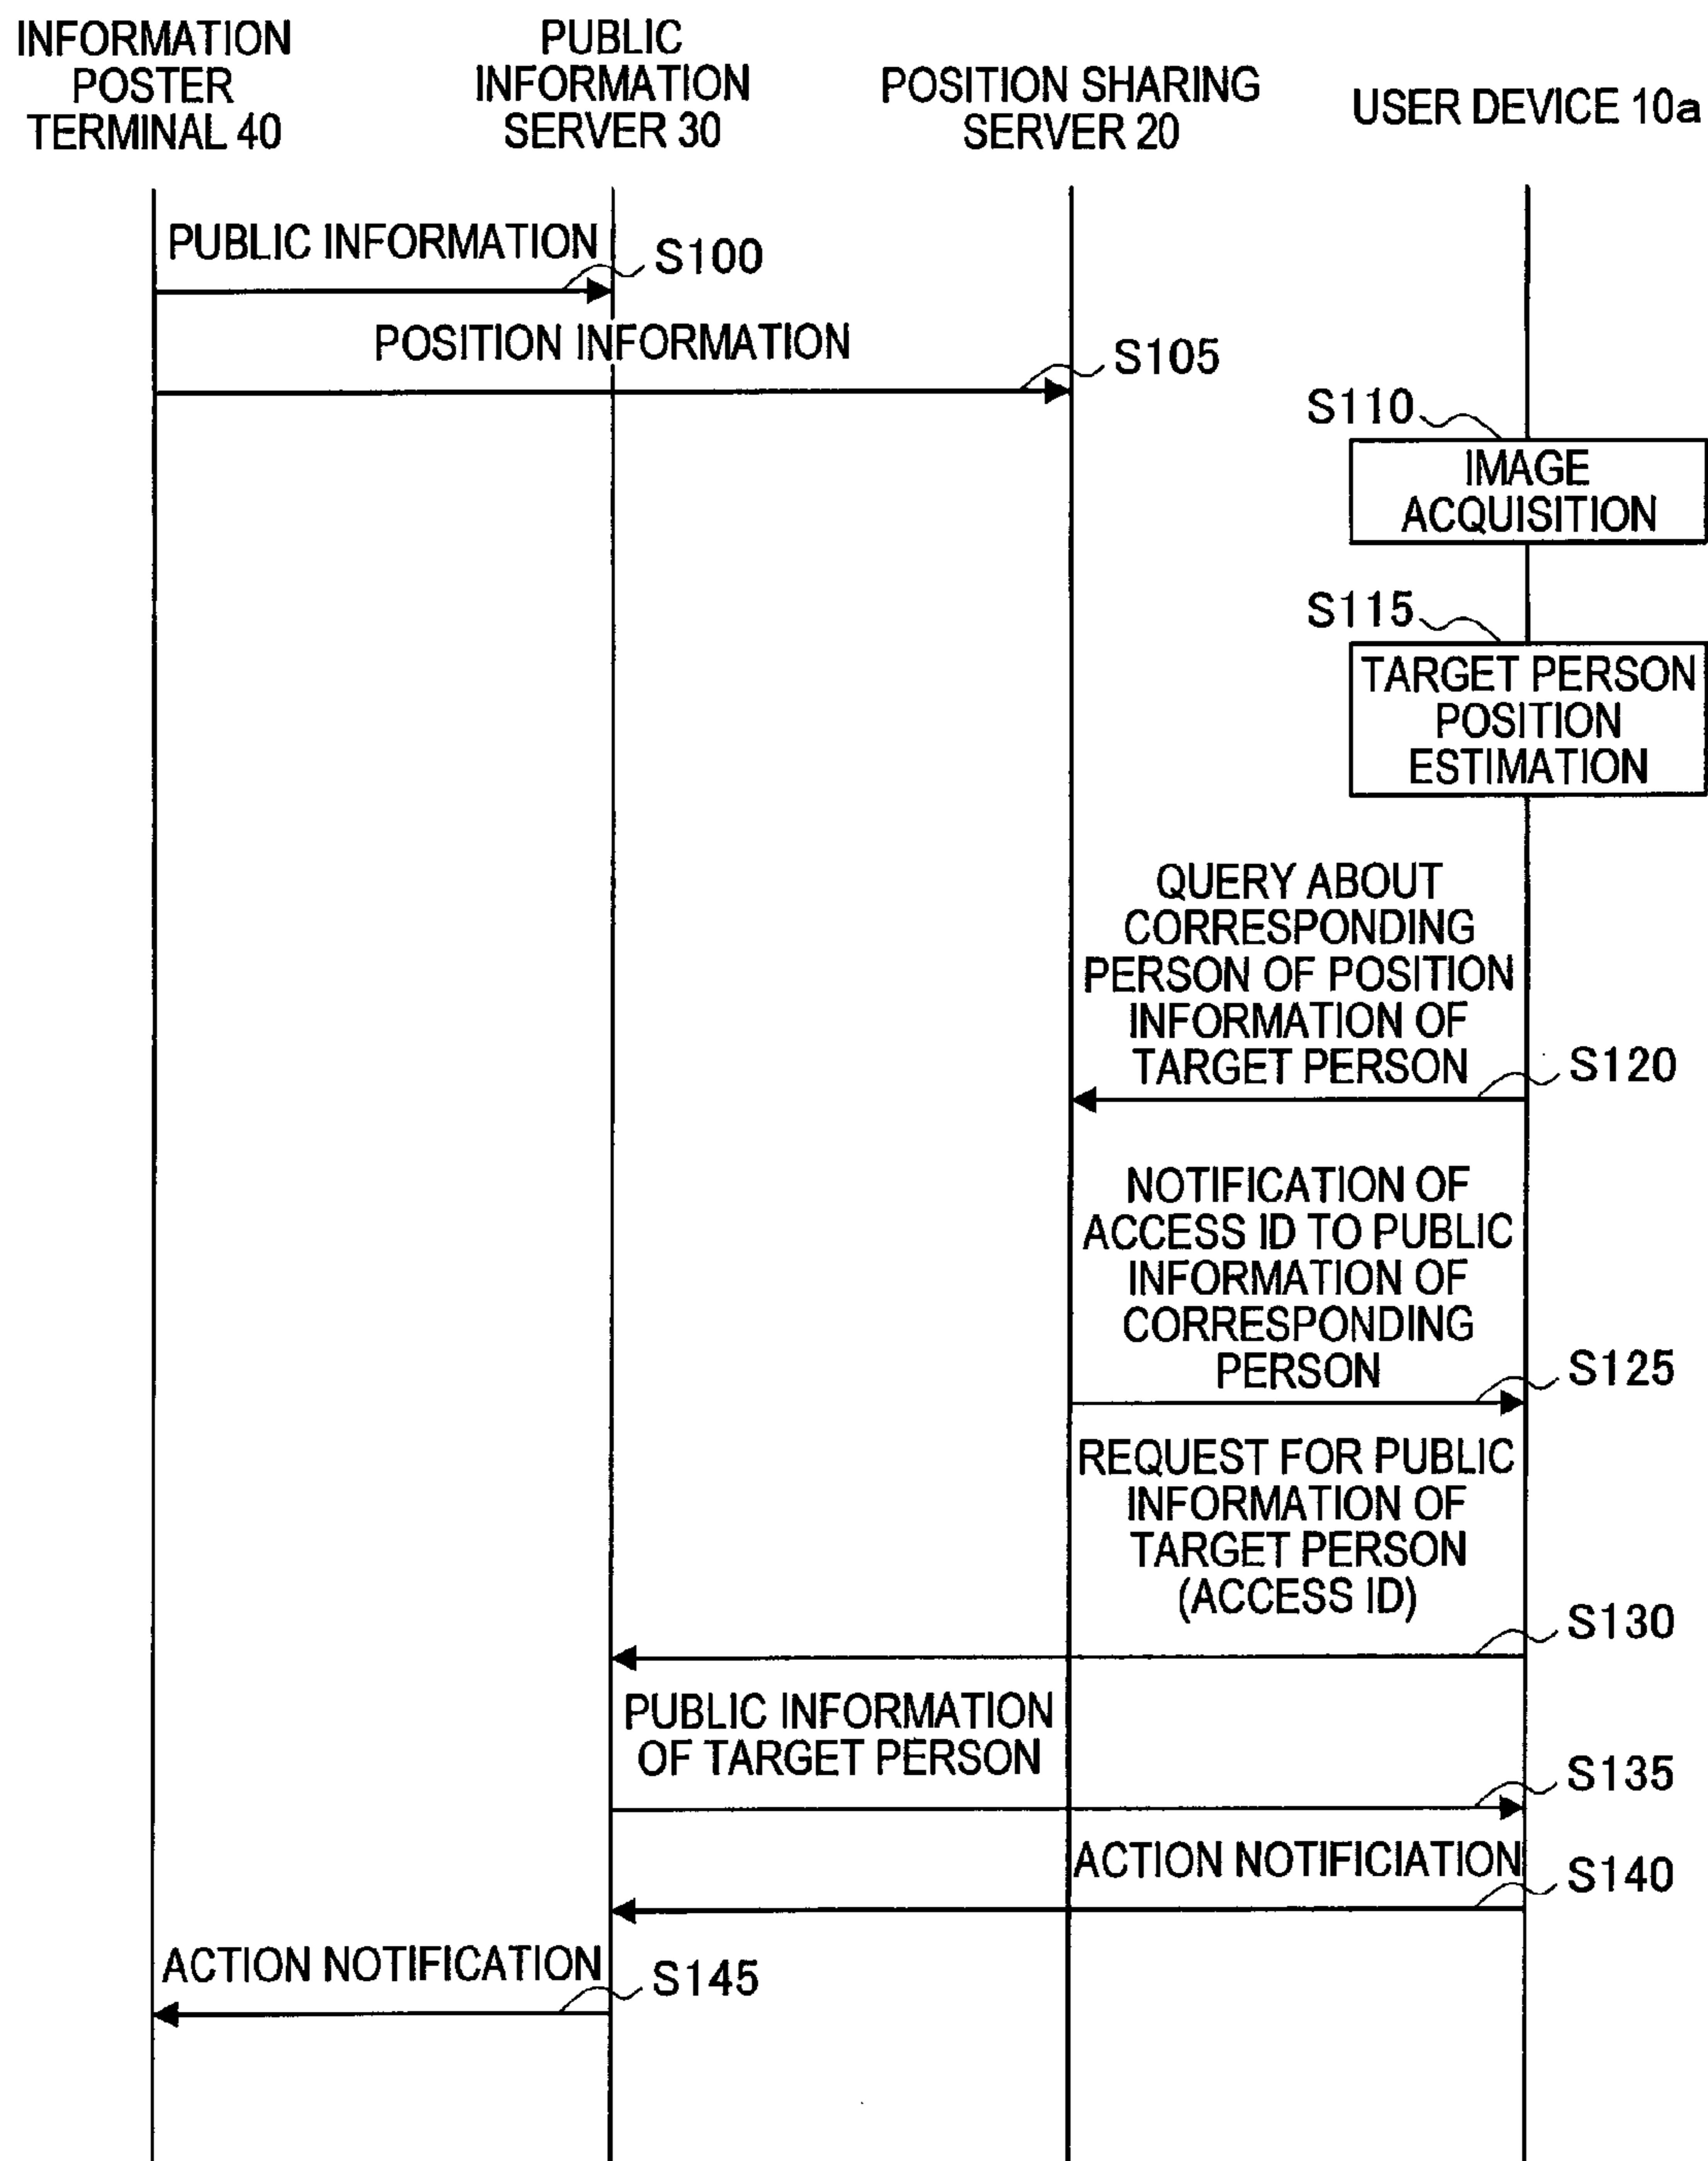 INFORMATION
POSTER
TERMINAL 40
PUBLIC
INFORMATION
SERVER 30
POSITION SHARING
SERVER 20
USER DEVICE 10a
PUBLIC INFORMATION
S100
POSITION INFORMATION
S105
S110
IMAGE
ACQUISITION
S115
TARGET PERSON
POSITION
ESTIMATION
QUERY ABOUT
CORRESPONDING
PERSON OF POSITION
INFORMATION OF
TARGET PERSON
S120
NOTIFICATION OF
ACCESS ID TO PUBLIC
INFORMATION OF
CORRESPONDING
PERSON
S125
REQUEST FOR PUBLIC
INFORMATION OF
TARGET PERSON
(ACCESS ID)
S130
PUBLIC INFORMATION
OF TARGET PERSON
S135
ACTION NOTIFICIATION
S140
ACTION NOTIFICATION
S145